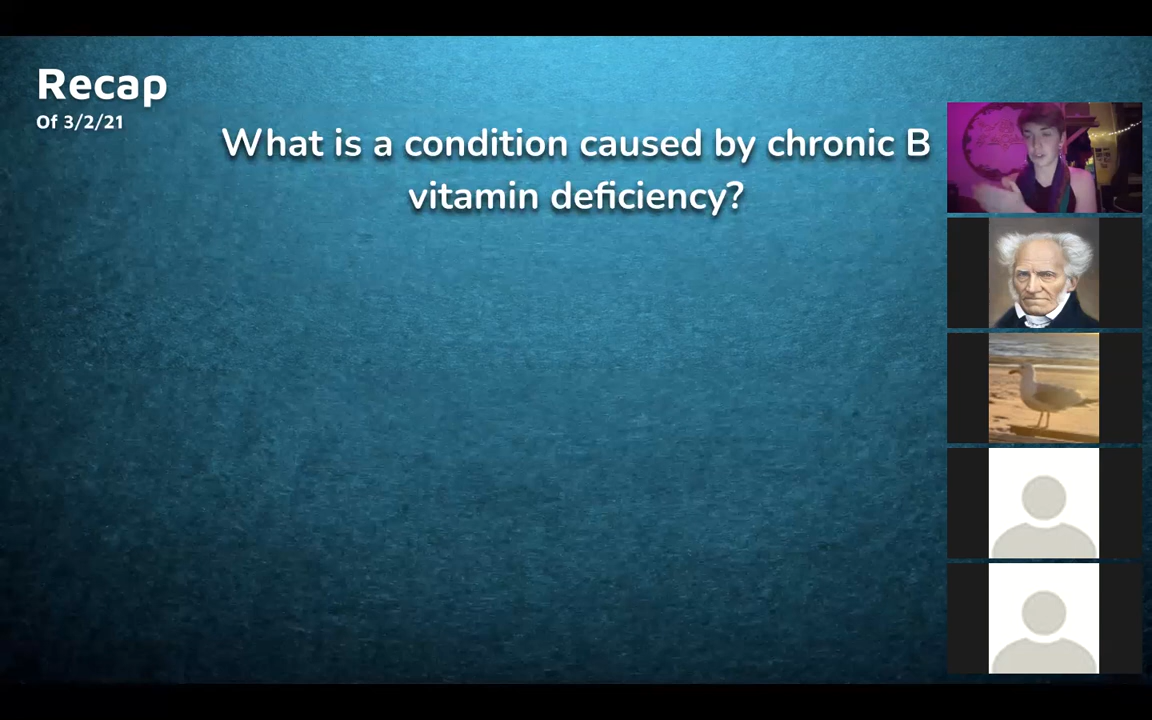 Recap
Of 3/2/21
What is a condition caused by chronic B
vitamin deficiency?